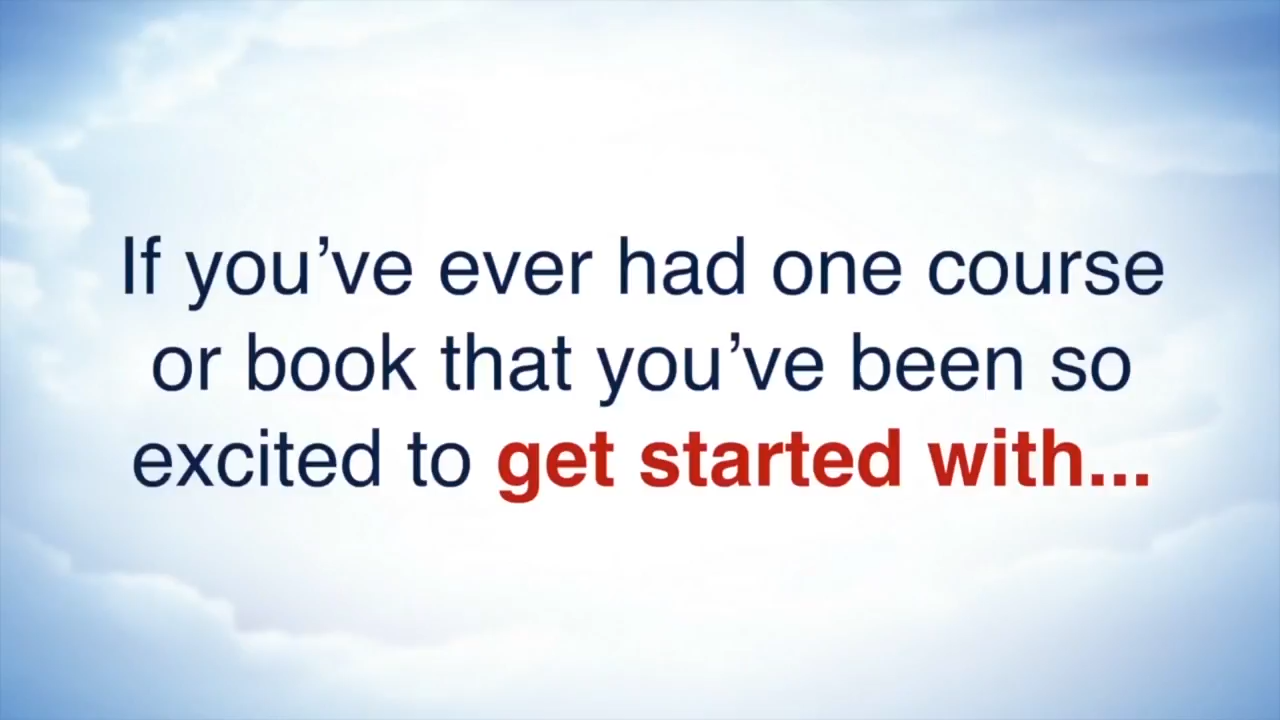 If you’ve ever had one course
or book that you’ve been so
excited to get started with...